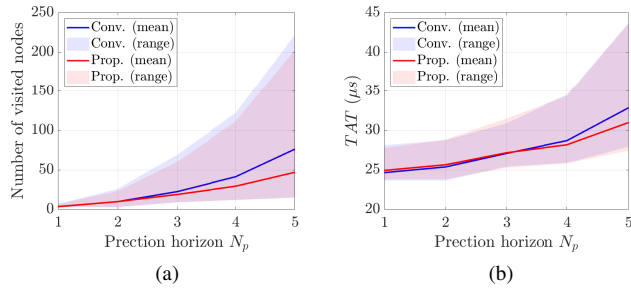 250
200
150
100
50
0
Number of visited nodes
Conv. (mean)
Conv. (range)
Prop. (mean)
Prop. (range)
1 2 3 4 5
Prection horizon N_p
(a)
45
40
35
30
25
20
TAT (μs)
Conv. (mean)
Conv. (range)
Prop. (mean)
Prop. (range)
1 2 3 4 5
Prection horizon N_p
(b)